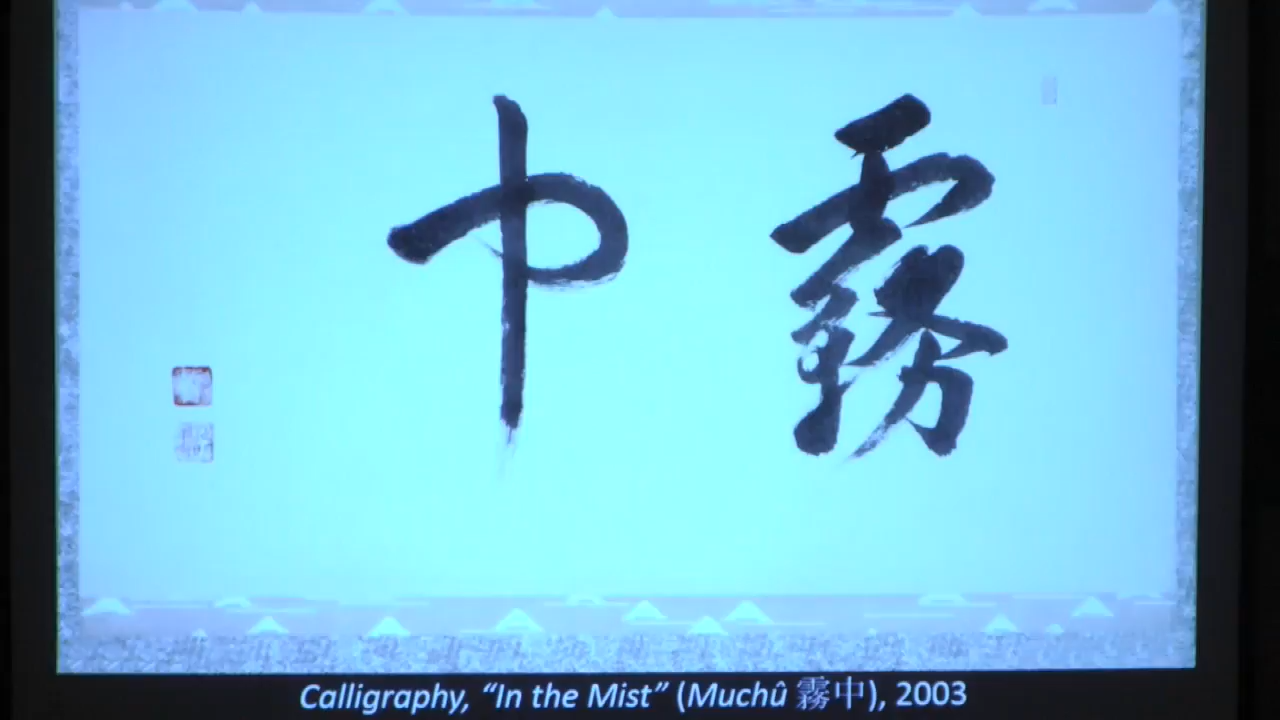 霧中
Calligraphy, “In the Mist” (Muchû 霧中), 2003